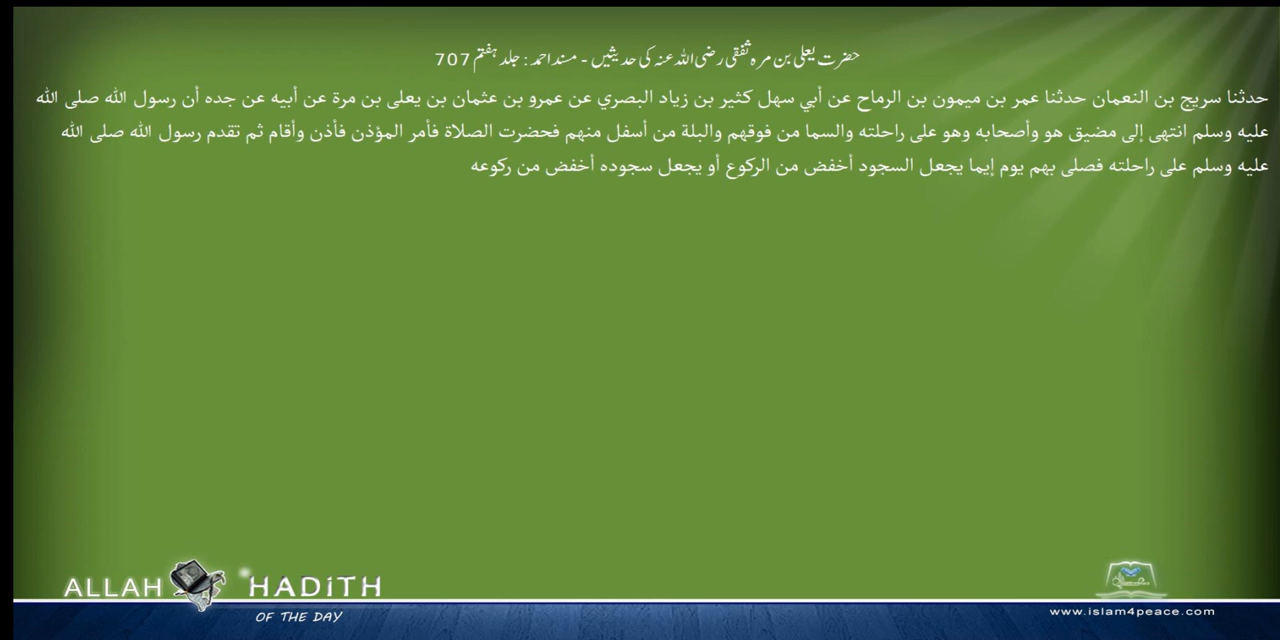 حضرت یعلی بن مرہ ثقفی رضی اللہ عنہ کی حدیثیں - مسند احمد : جلد ہفتم 707
حدثنا سريج بن النعمان حدثنا عمر بن ميمون بن الرماح عن أبي سهل كثير بن زياد البصري عن عمرو بن عثمان بن يعلى بن مرة عن أبيه عن جده أن رسول الله صلى الله
عليه وسلم انتهى إلى مضيق هو وأصحابه وهو على راحلته والسما من فوقهم والبلة من أسفل منهم فحضرت الصلاة فأمر المؤذن فأذن وأقام ثم تقدم رسول الله صلى الله
عليه وسلم على راحلته فصلى بهم يوم إيما يجعل السجود أخفض من الركوع أو يجعل سجوده أخفض من ركوعه
ALLAH HADITH
OF THE DAY
www.islam4peace.com